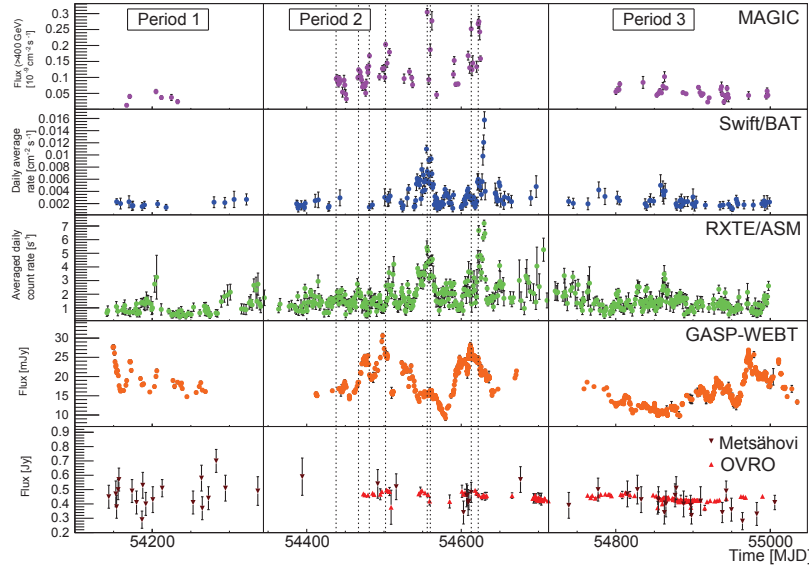 Period 1
Period 2
Period 3
MAGIC
Flux (>400 GeV)
[10⁻⁹ cm⁻² s⁻¹]
0.3
0.25
0.2
0.15
0.1
0.05
Swift/BAT
Daily average
rate [cm⁻² s⁻¹]
0.016
0.014
0.012
0.01
0.008
0.006
0.004
0.002
RXTE/ASM
Averaged daily
count rate [s⁻¹]
7
6
5
4
3
2
1
GASP-WEBT
Flux [mJy]
30
25
20
15
10
Metsähovi
OVRO
Flux [Jy]
0.9
0.8
0.7
0.6
0.5
0.4
0.3
0.2
54200 54400 54600 54800 55000
Time [MJD]